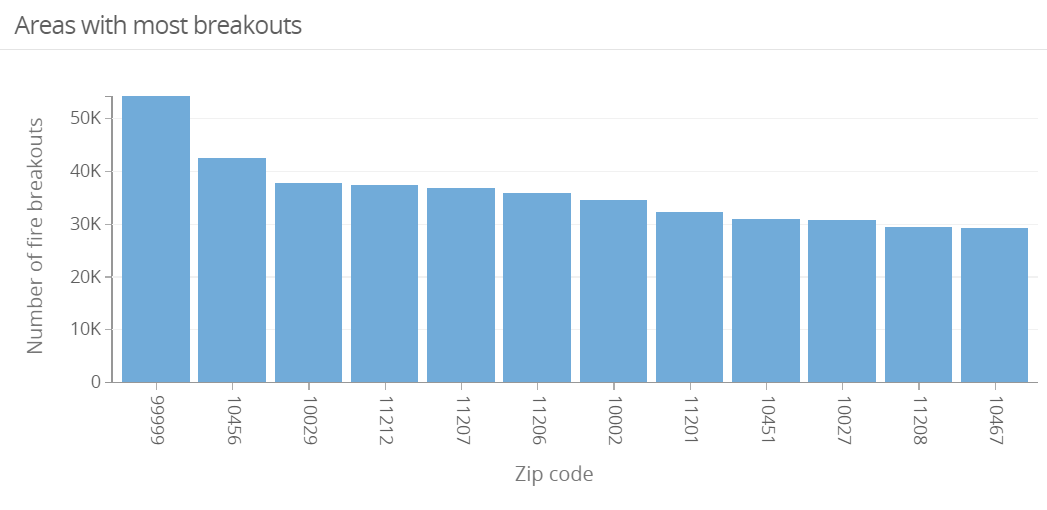 Areas with most breakouts
Number of fire breakouts
50K
40K
30K
20K
10K
0
99999
10456
10029
11212
11207
11206
10002
11201
10451
10027
11208
10467
Zip code